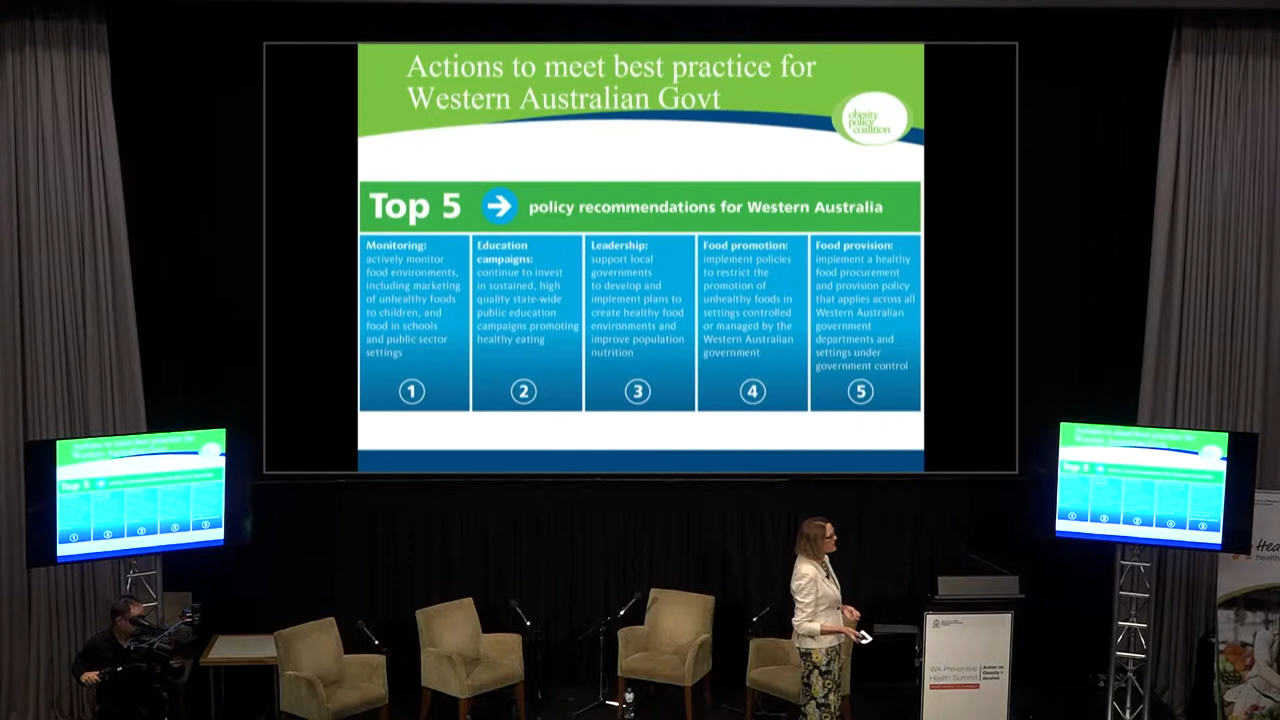 Actions to meet best practice for
Western Australian Govt
obesity
policy
coalition
Top 5
policy recommendations for Western Australia
Monitoring:
actively monitor
food environments,
including marketing
of unhealthy foods
to children, and
food in schools
and public sector
settings
1
Education
campaigns:
continue to invest
in sustained, high
quality state-wide
public education
campaigns promoting
healthy eating
2
Leadership:
support local
governments
to develop and
implement plans to
create healthy food
environments and
improve population
nutrition
3
Food promotion:
implement policies
to restrict the
promotion of
unhealthy foods in
settings controlled
or managed by the
Western Australian
government
4
Food provision:
implement a healthy
food procurement
and provision policy
that applies across all
Western Australian
government
departments and
settings under
government control
5
WA Preventive
Health Summit
Action on
Obesity +
Alcohol